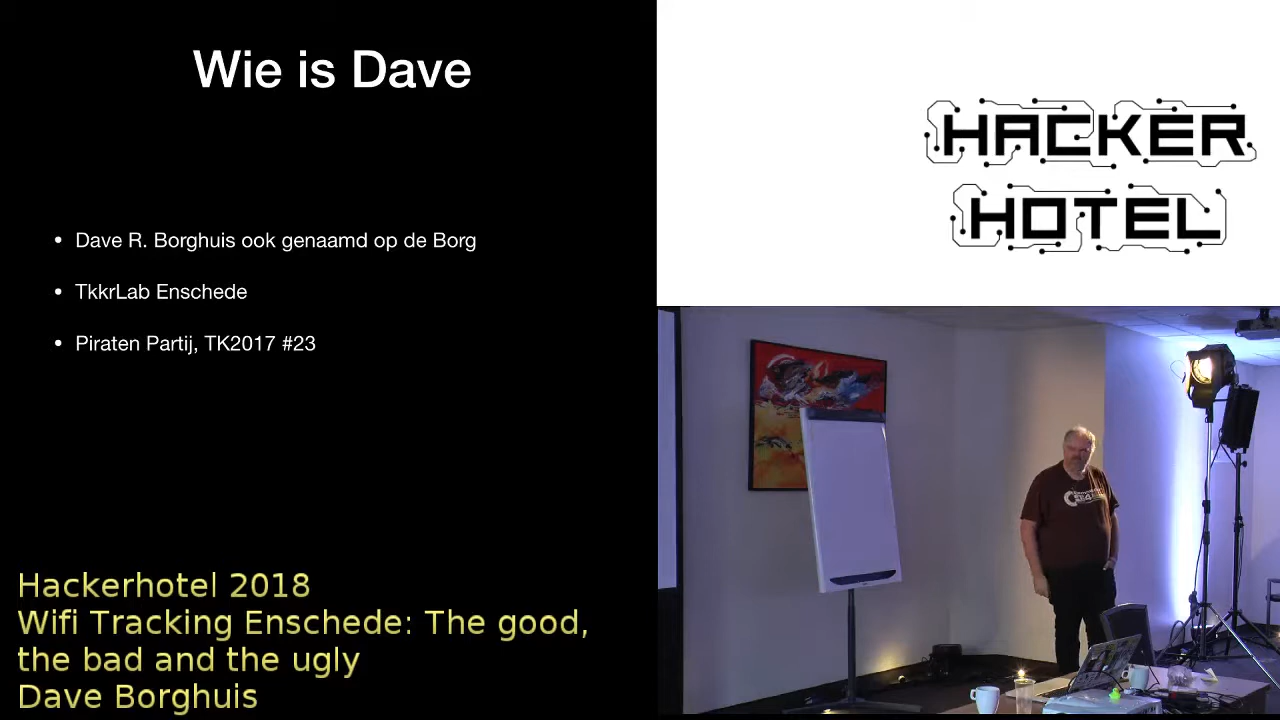 Wie is Dave
Dave R. Borghuis ook genaamd op de Borg
TkkrLab Enschede
Piraten Partij, TK2017 #23
HACKER
HOTEL
Hackerhotel 2018
Wifi Tracking Enschede: The good,
the bad and the ugly
Dave Borghuis